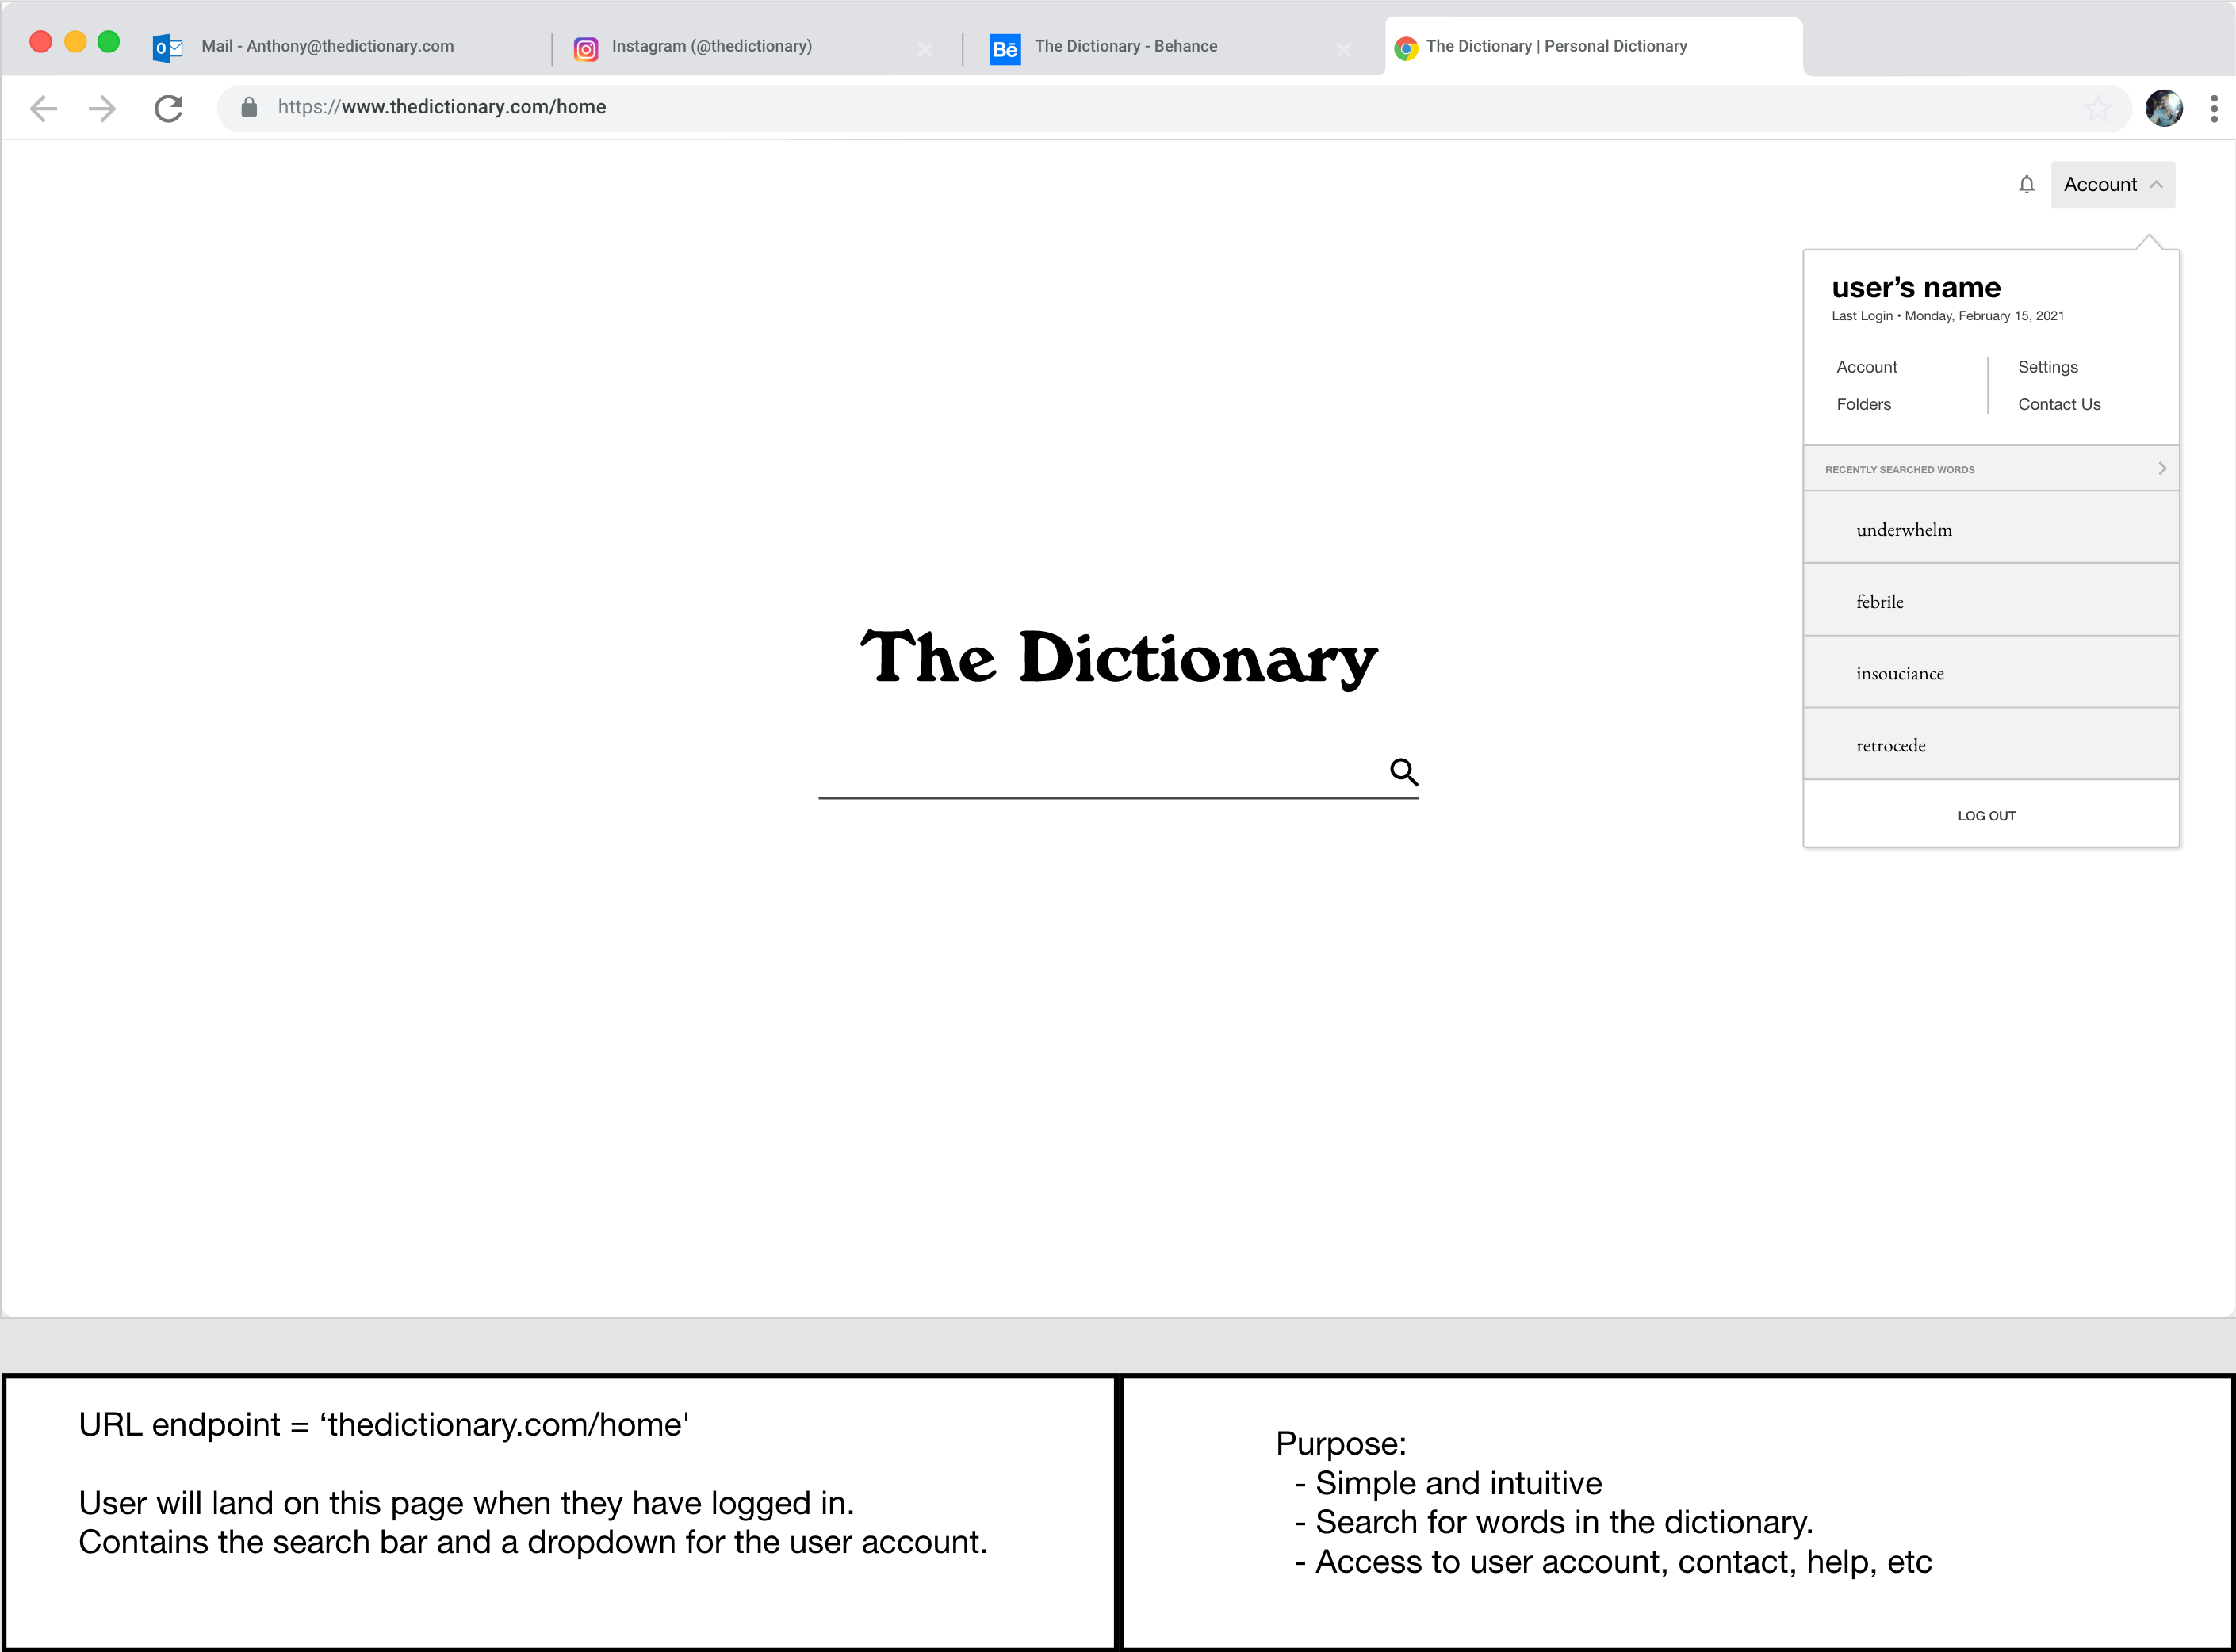 Mail - Anthony@thedictionary.com
Instagram (@thedictionary)
Bē The Dictionary - Behance
The Dictionary | Personal Dictionary
https://www.thedictionary.com/home
Account
user’s name
Last Login • Monday, February 15, 2021
Account Settings
Folders Contact Us
RECENTLY SEARCHED WORDS
underwhelm
febrile
insouciance
retrocede
LOG OUT
The Dictionary
URL endpoint = ‘thedictionary.com/home'
User will land on this page when they have logged in.
Contains the search bar and a dropdown for the user account.
Purpose:
- Simple and intuitive
- Search for words in the dictionary.
- Access to user account, contact, help, etc